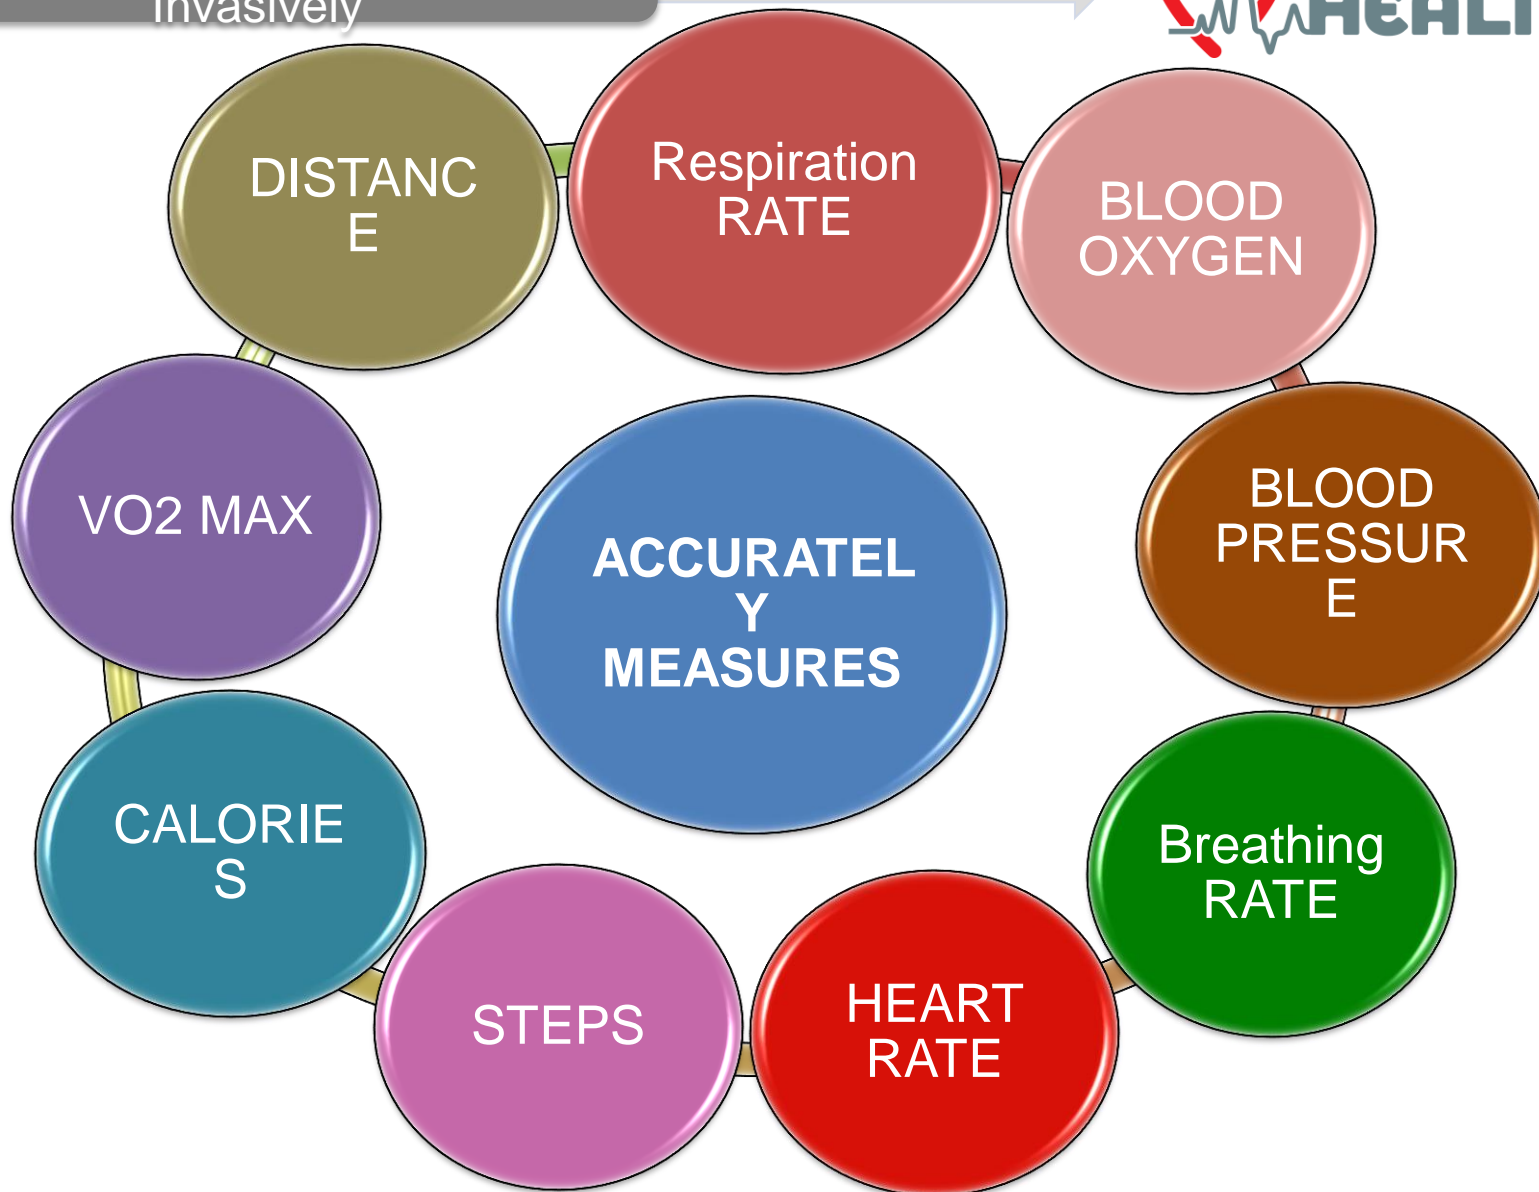 Invasively
DISTANC
E
Respiration
RATE
BLOOD
OXYGEN
VO2 MAX
ACCURATEL
Y
MEASURES
BLOOD
PRESSUR
E
CALORIE
S
Breathing
RATE
STEPS
HEART
RATE